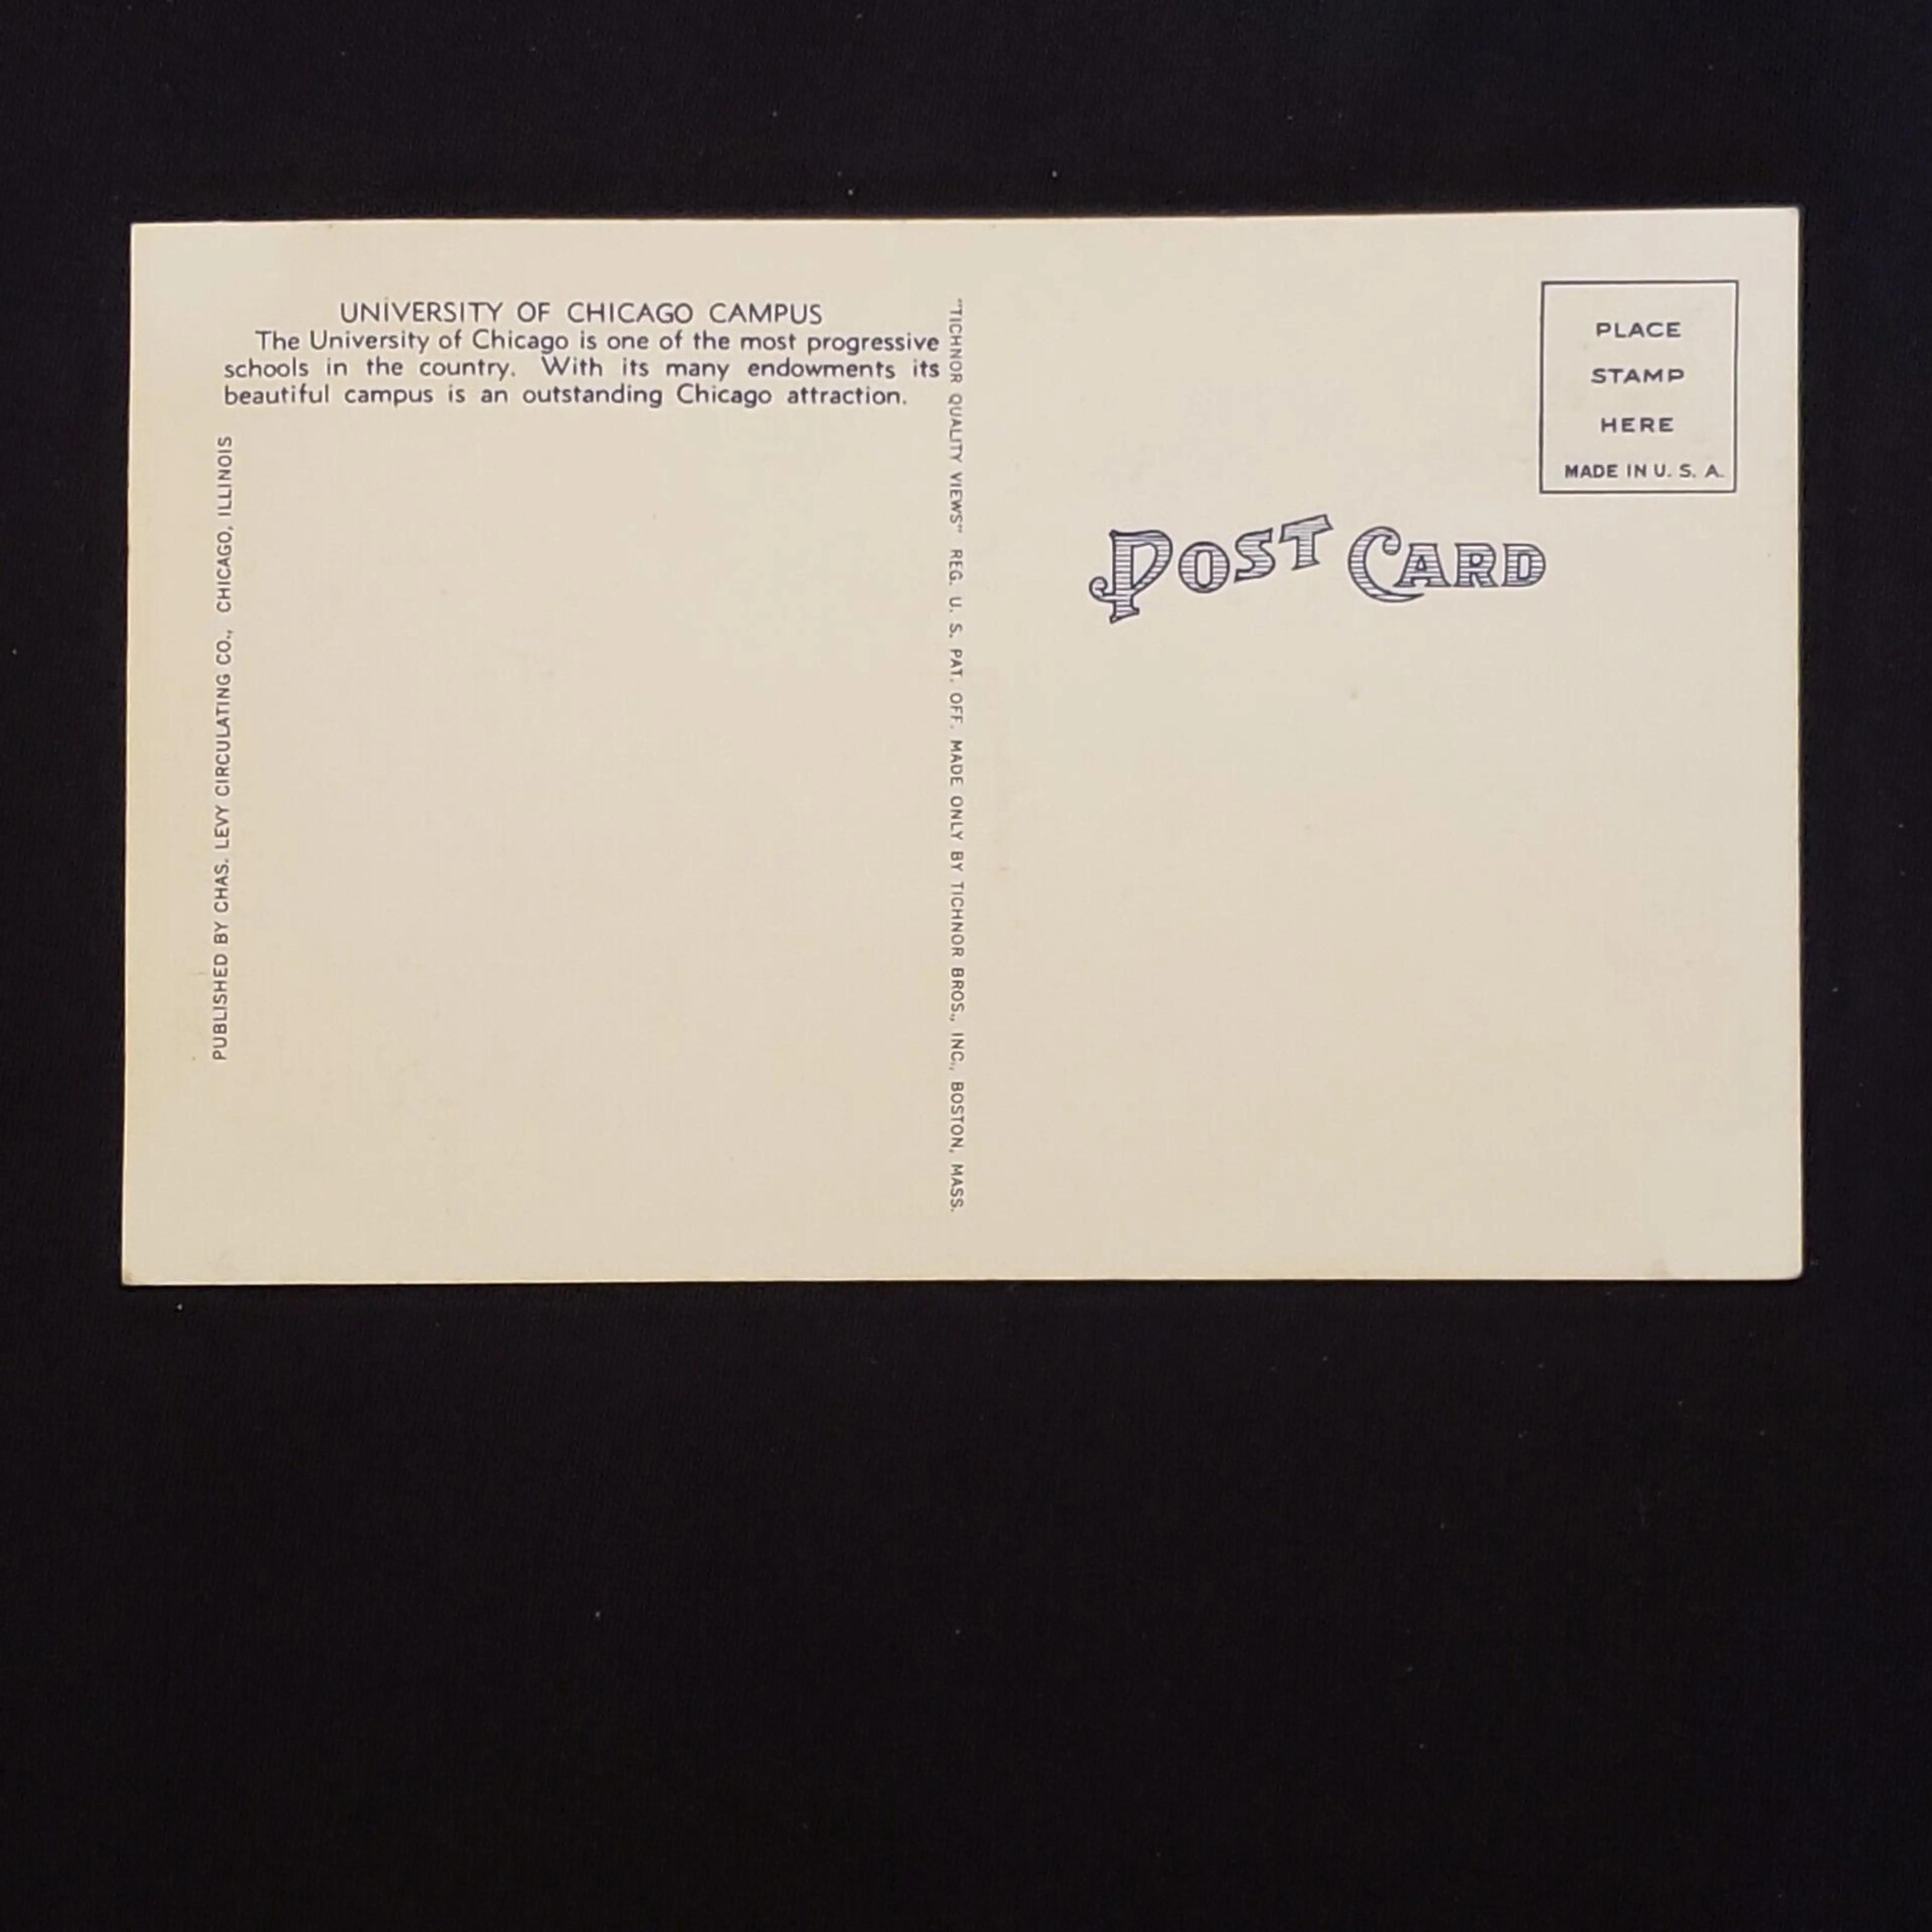 UNIVERSITY OF CHICAGO CAMPUS
The University of Chicago is one of the most progressive
schools in the country. With its many endowments its
beautiful campus is an outstanding Chicago attraction.
PUBLISHED BY CHAS. LEVY CIRCULATING CO., CHICAGO, ILLINOIS
"TICHNOR QUALITY VIEWS" REG. U. S. PAT. OFF. MADE ONLY BY TICHNOR BROS., INC., BOSTON, MASS.
PLACE
STAMP
HERE
MADE IN U. S. A.
POST CARD